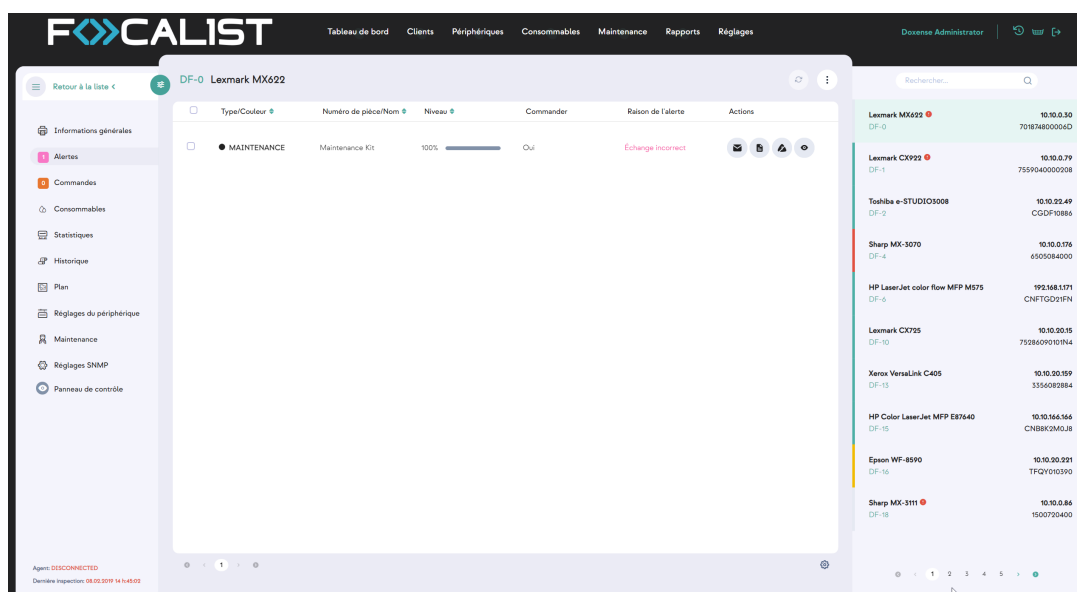 FOCALIST
Tableau de bord Clients Périphériques Consommables Maintenance Rapports Réglages
Doxense Administrator
Retour à la liste <
Informations générales
1 Alertes
0 Commandes
Consommables
Statistiques
Historique
Plan
Réglages du périphérique
Maintenance
Réglages SNMP
Panneau de contrôle
Agent: DISCONNECTED
Dernière inspection: 08.02.2019 14 h:45:02
DF-0 Lexmark MX622
Type/Couleur Numéro de pièce/Nom Niveau Commander Raison de l'alerte Actions
MAINTENANCE Maintenance Kit 100% Oui Échange incorrect
1
Rechercher...
Lexmark MX622 10.10.0.30
DF-0 701874800006D
Lexmark CX922 10.10.0.79
DF-1 7559040000208
Toshiba e-STUDIO3008 10.10.22.49
DF-2 CGDF10886
Sharp MX-3070 10.10.0.176
DF-4 6505084000
HP LaserJet color flow MFP M575 192.168.1.171
DF-6 CNFTGD21FN
Lexmark CX725 10.10.20.15
DF-10 75286090101N4
Xerox VersaLink C405 10.10.20.159
DF-13 3356082884
HP Color LaserJet MFP E87640 10.10.166.166
DF-15 CNB8K2M0J8
Epson WF-8590 10.10.20.221
DF-16 TFQY010390
Sharp MX-3111 10.10.0.86
DF-18 1500720400
1 2 3 4 5